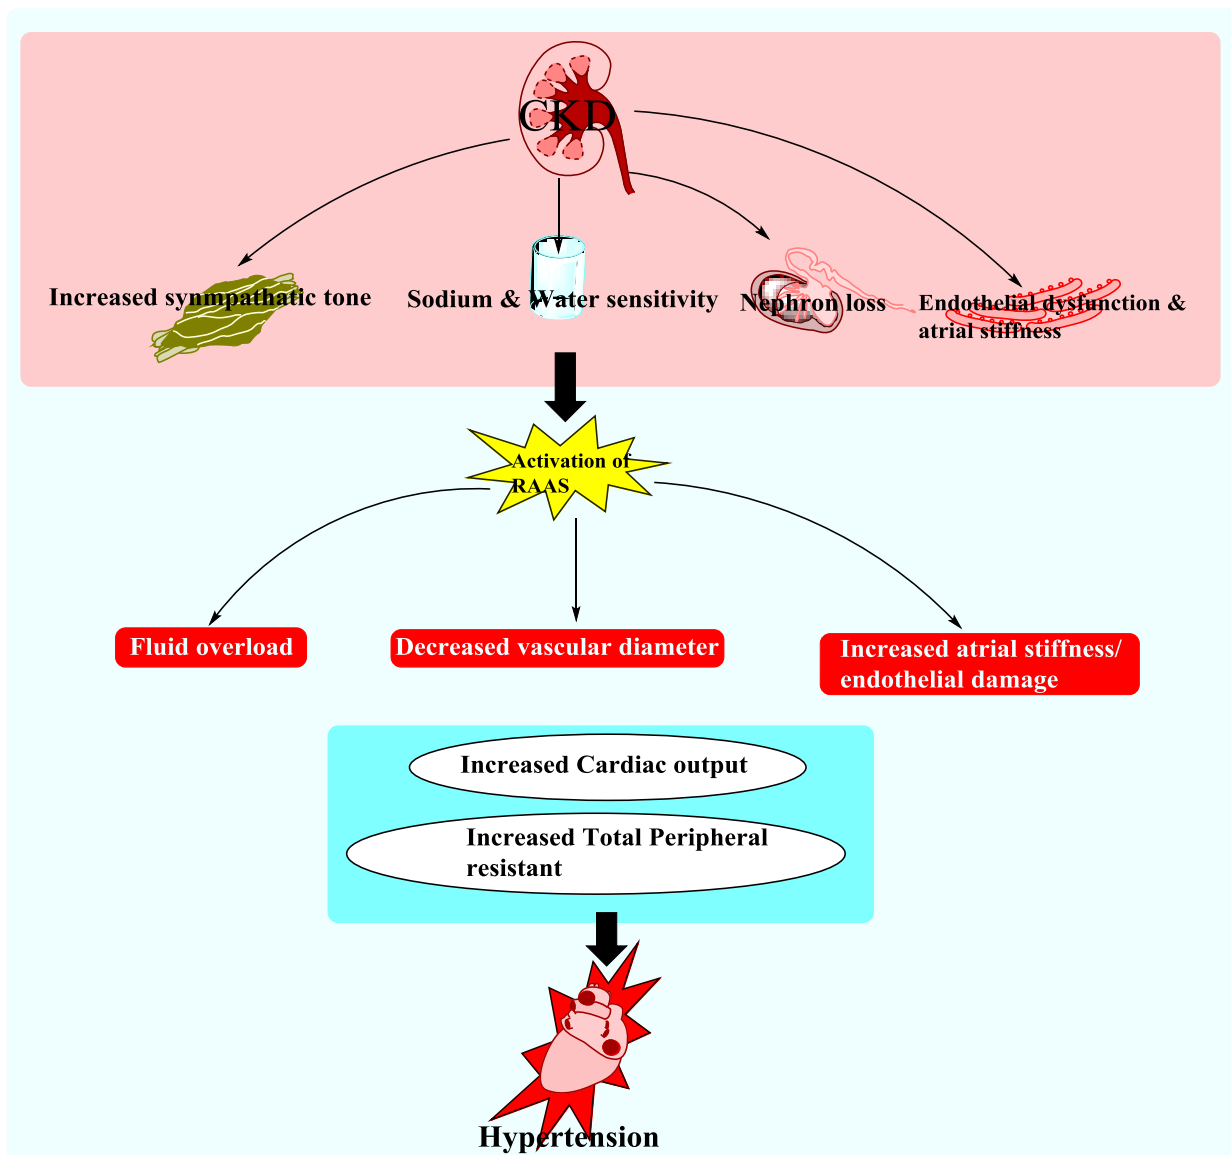 CKD
Increased synmpathatic tone
Sodium & Water sensitivity
Nephron loss
Endothelial dysfunction &
atrial stiffness
Activation of
RAAS
Fluid overload
Decreased vascular diameter
Increased atrial stiffness/
endothelial damage
Increased Cardiac output
Increased Total Peripheral
resistant
Hypertension